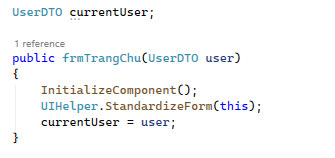 UserDTO currentUser;
1 reference
public frmTrangChu(UserDTO user)
{
InitializeComponent();
UIHelper.StandardizeForm(this);
currentUser = user;
}